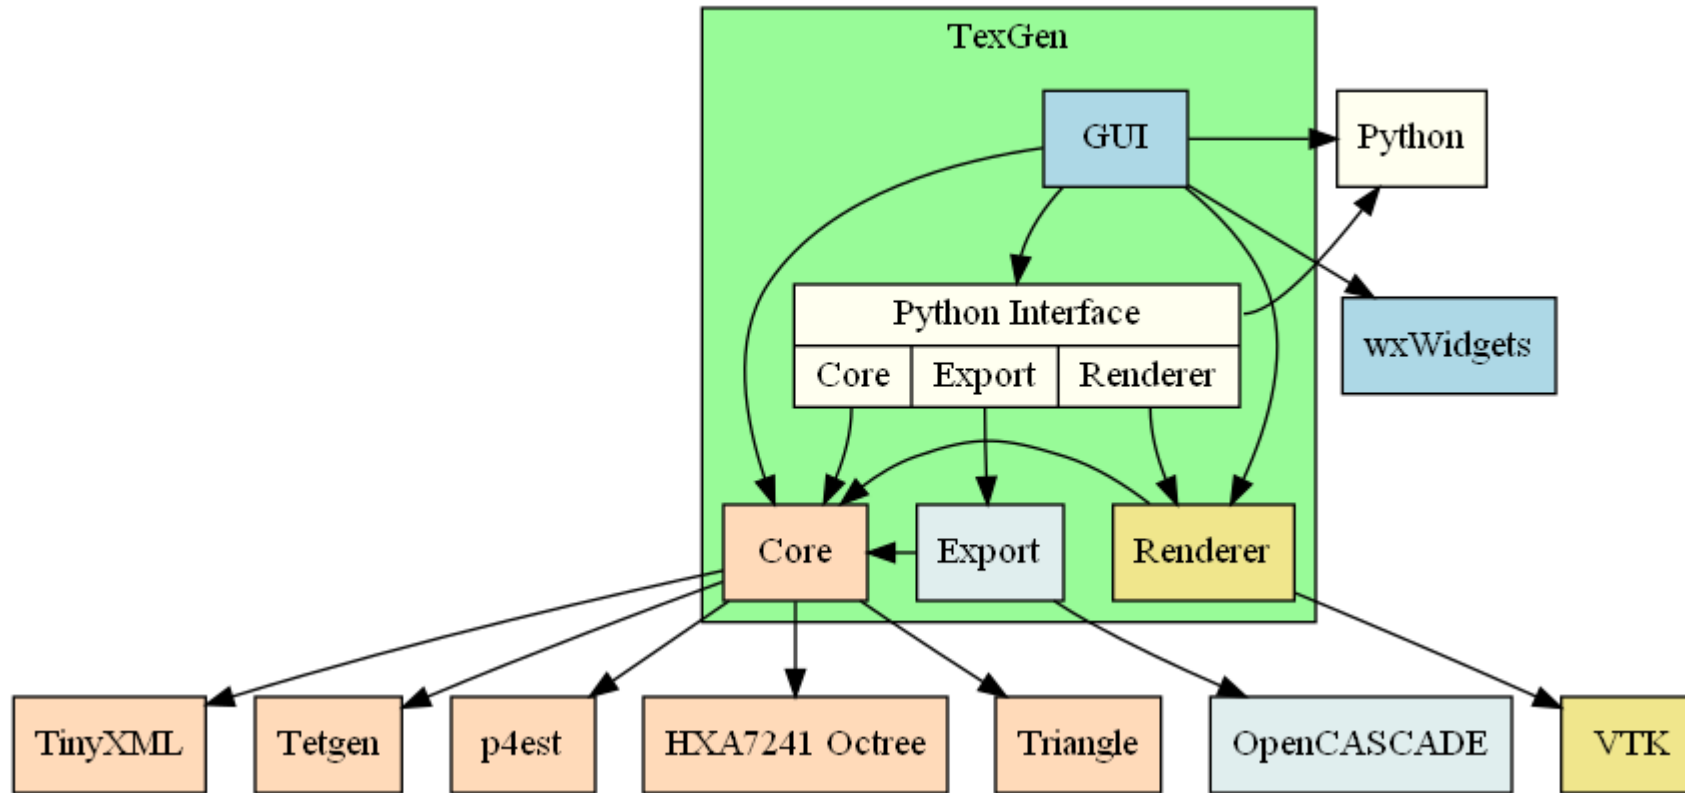 TexGen
GUI
Python
Python Interface
Core Export Renderer
wxWidgets
Core
Export
Renderer
TinyXML
Tetgen
p4est
HXA7241 Octree
Triangle
OpenCASCADE
VTK